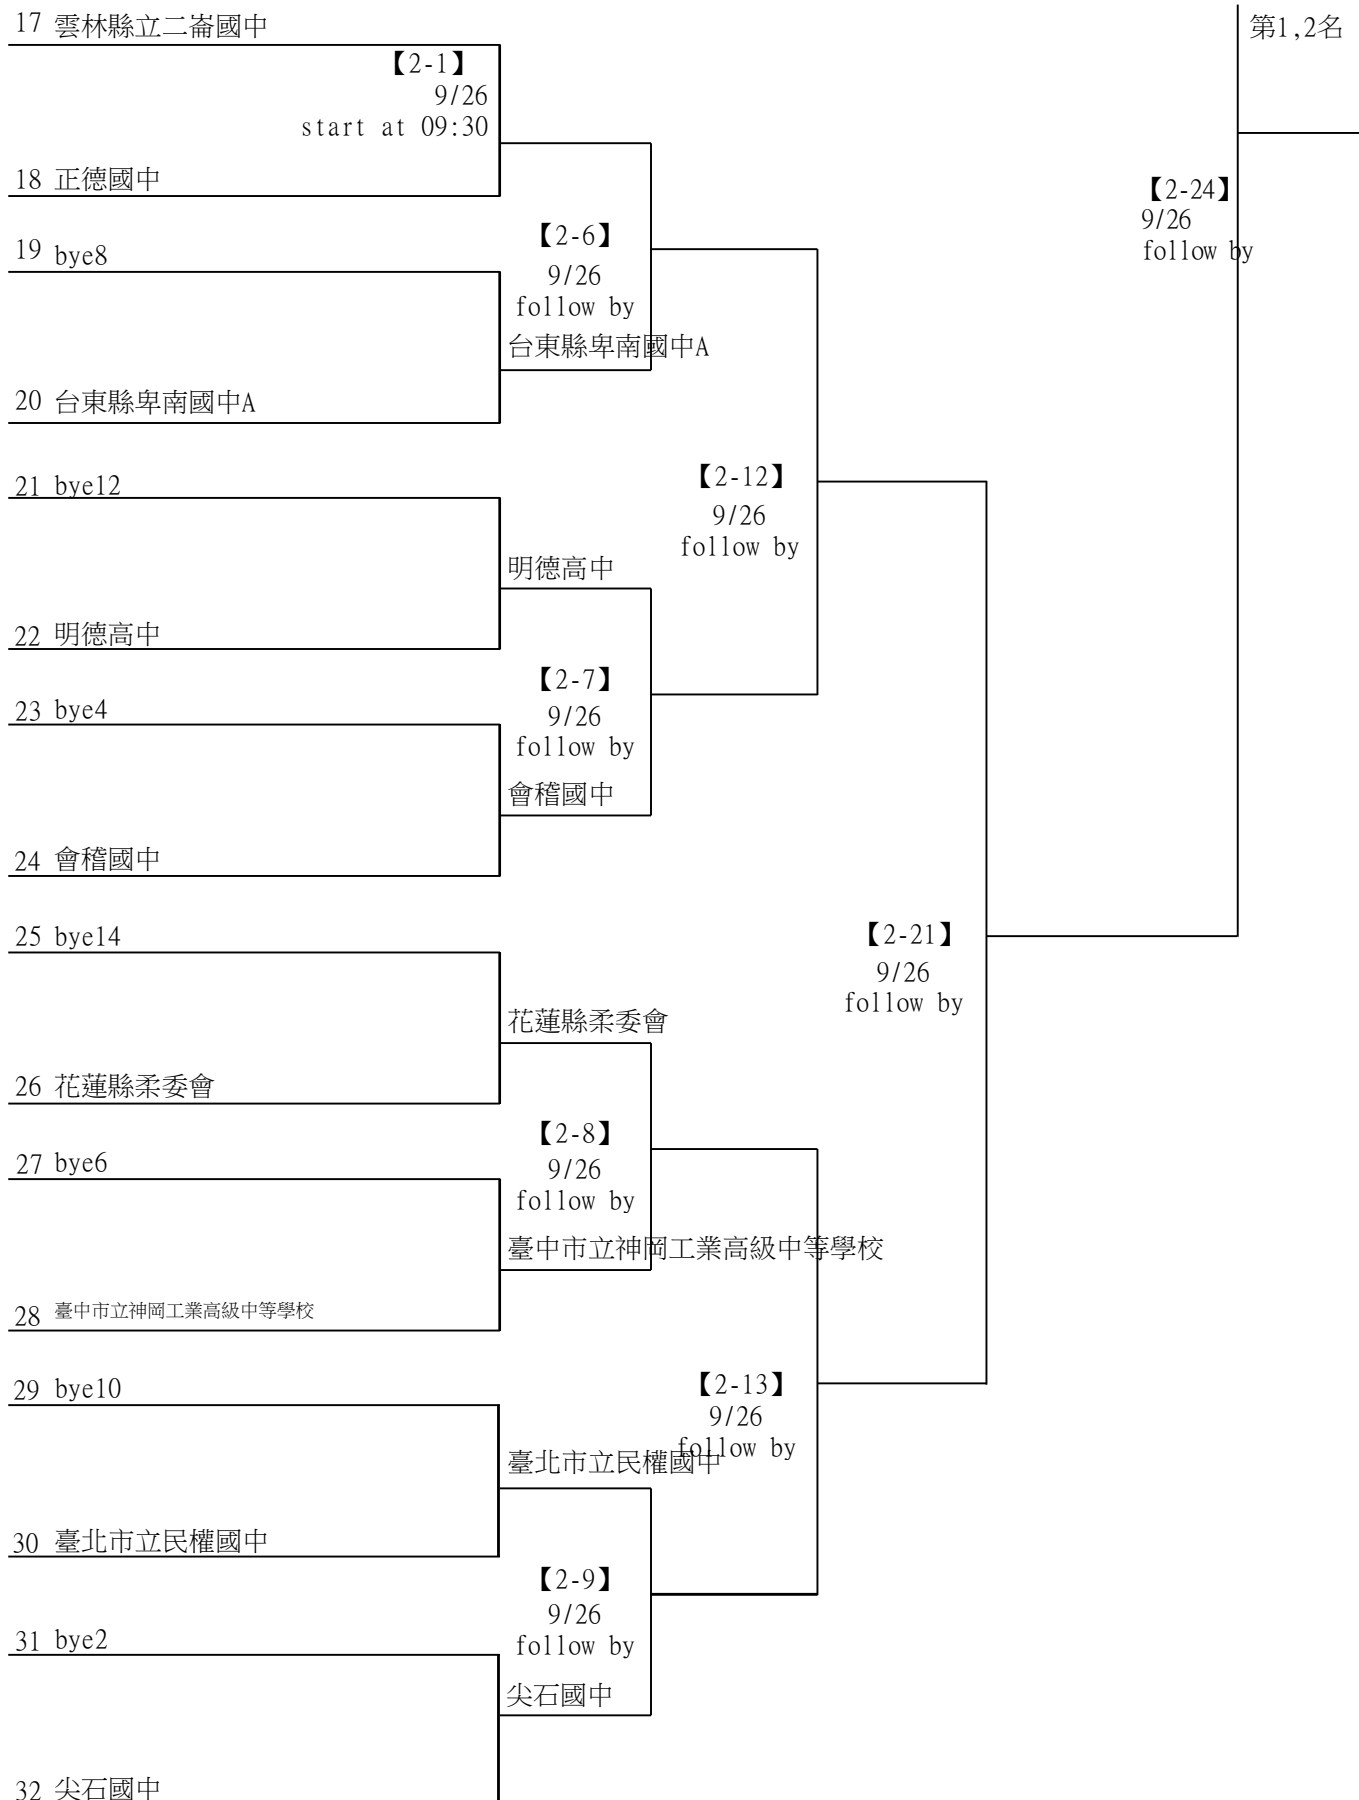 17 雲林縣立二崙國中
第1,2名
【2-1】
9/26
start at 09:30
18 正德國中
【2-24】
9/26
follow by
19 bye8
【2-6】
9/26
follow by
台東縣卑南國中A
20 台東縣卑南國中A
21 bye12
【2-12】
9/26
follow by
明德高中
22 明德高中
【2-7】
9/26
follow by
23 bye4
會稽國中
24 會稽國中
25 bye14
【2-21】
9/26
follow by
花蓮縣柔委會
26 花蓮縣柔委會
【2-8】
9/26
follow by
27 bye6
臺中市立神岡工業高級中等學校
28 臺中市立神岡工業高級中等學校
29 bye10
【2-13】
9/26
follow by
臺北市立民權國中
30 臺北市立民權國中
【2-9】
9/26
follow by
31 bye2
尖石國中
32 尖石國中